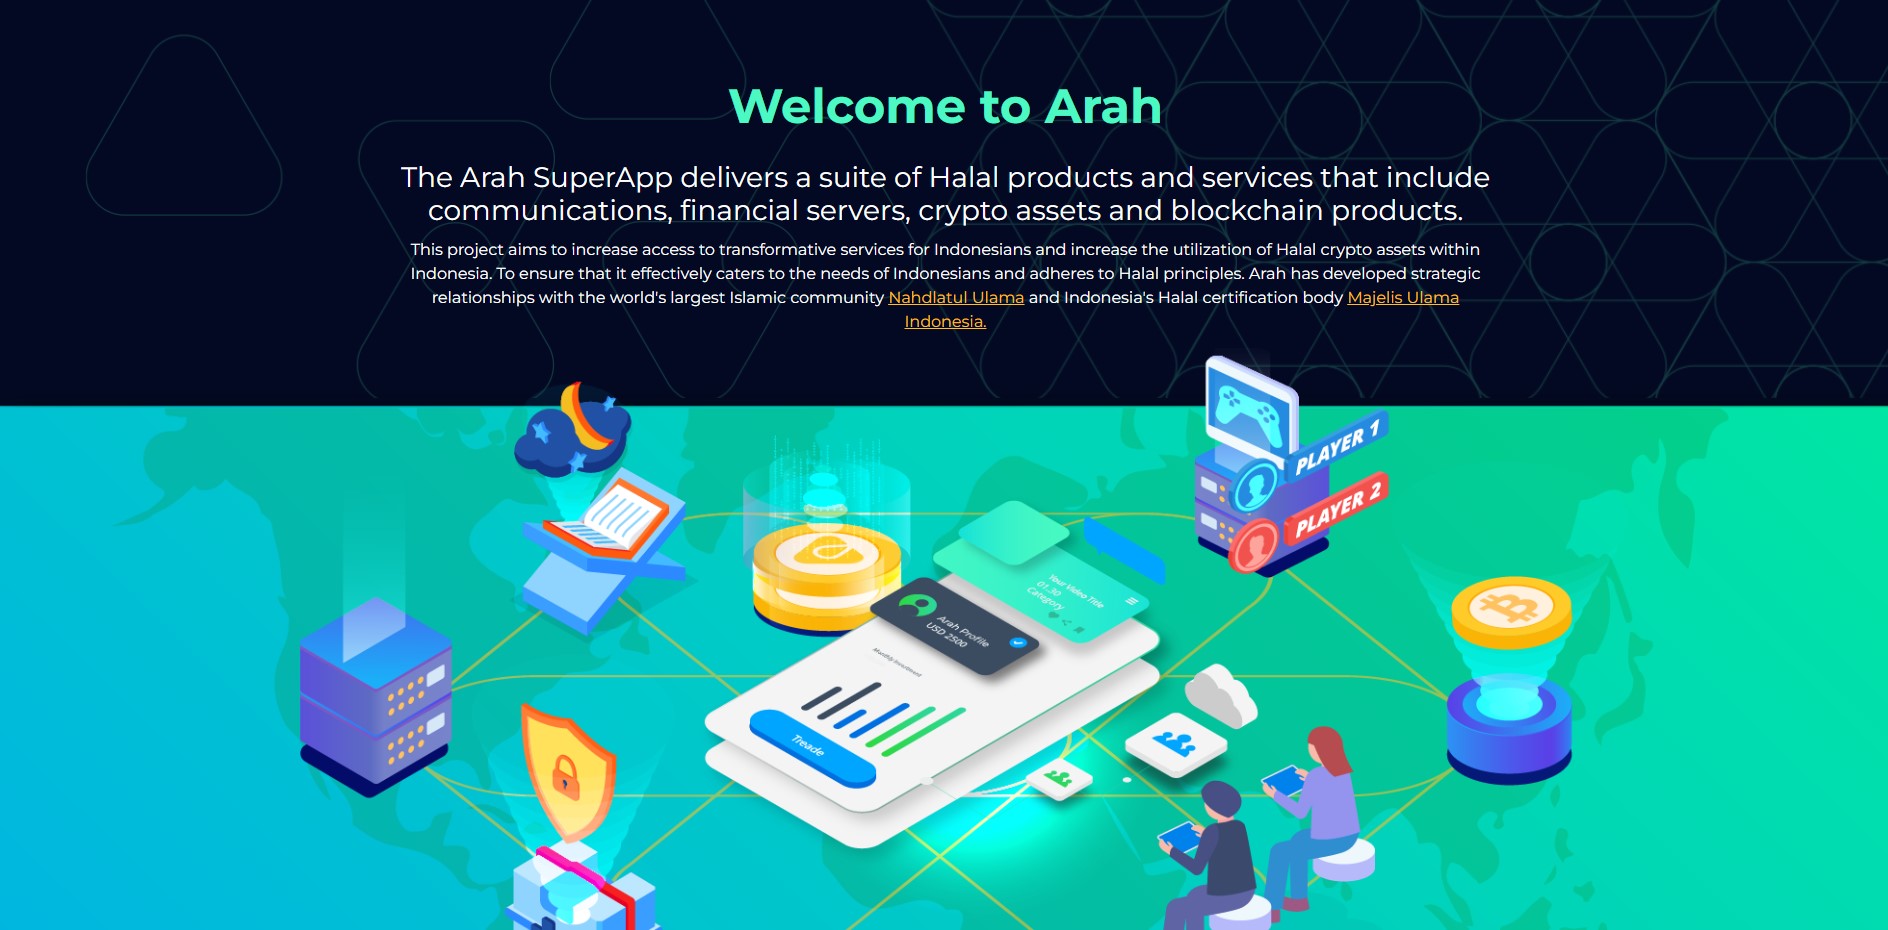 Welcome to Arah
The Arah SuperApp delivers a suite of Halal products and services that include
communications, financial servers, crypto assets and blockchain products.
This project aims to increase access to transformative services for Indonesians and increase the utilization of Halal crypto assets within
Indonesia. To ensure that it effectively caters to the needs of Indonesians and adheres to Halal principles. Arah has developed strategic
relationships with the world's largest Islamic community Nahdlatul Ulama and Indonesia's Halal certification body Majelis Ulama
Indonesia.
PLAYER 1
PLAYER 2
Your Video Title
01.30
Category
Arah Profile
USD 2500
Monthly
Treade